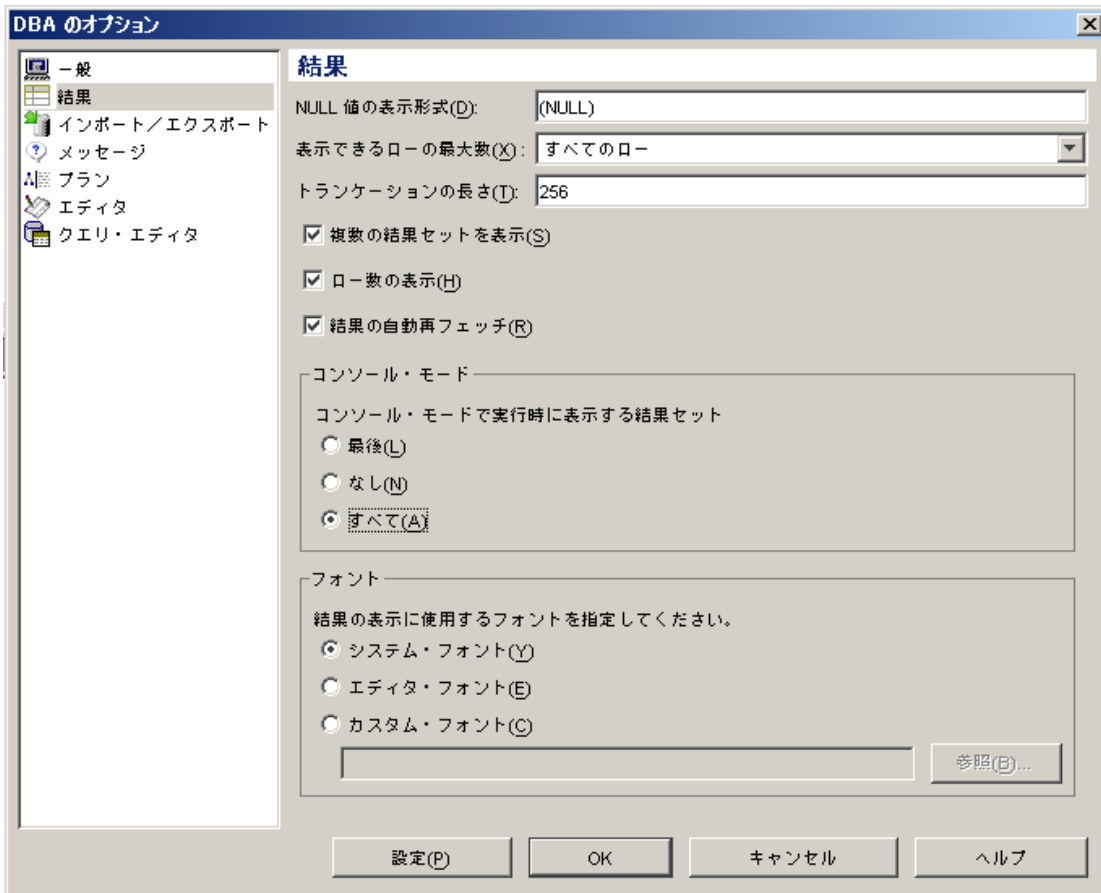 DBA のオプション
一般
結果
インポート／エクスポート
メッセージ
プラン
エディタ
クエリ・エディタ
結果
NULL 値の表示形式(D): (NULL)
表示できるローの最大数(X): すべてのロー
トランケーションの長さ(T): 256
複数の結果セットを表示(S)
ロー数の表示(H)
結果の自動再フェッチ(R)
コンソール・モード
コンソール・モードで実行時に表示する結果セット
最後(L)
なし(N)
すべて(A)
フォント
結果の表示に使用するフォントを指定してください。
システム・フォント(Y)
エディタ・フォント(E)
カスタム・フォント(C)
参照(B)...
設定(P) OK キャンセル ヘルプ